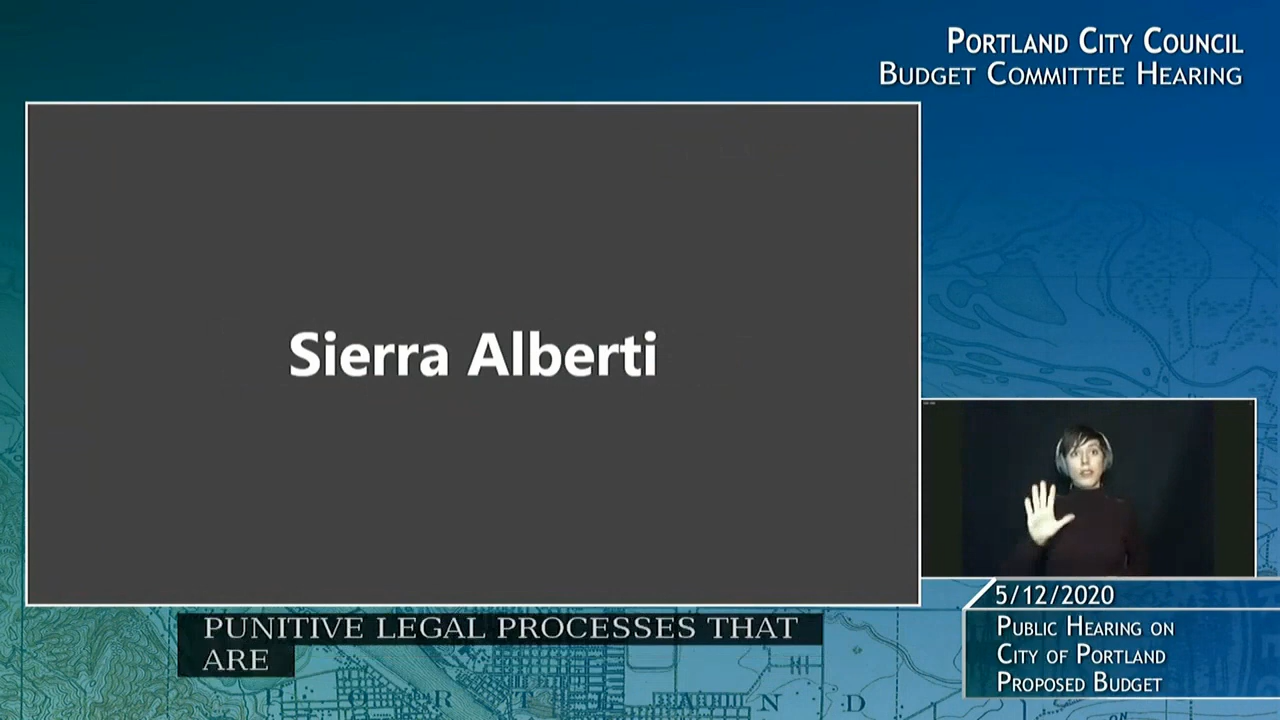 PORTLAND CITY COUNCIL
BUDGET COMMITTEE HEARING
Sierra Alberti
PUNITIVE LEGAL PROCESSES THAT
ARE
5/12/2020
PUBLIC HEARING ON
CITY OF PORTLAND
PROPOSED BUDGET
P O R T L A N D